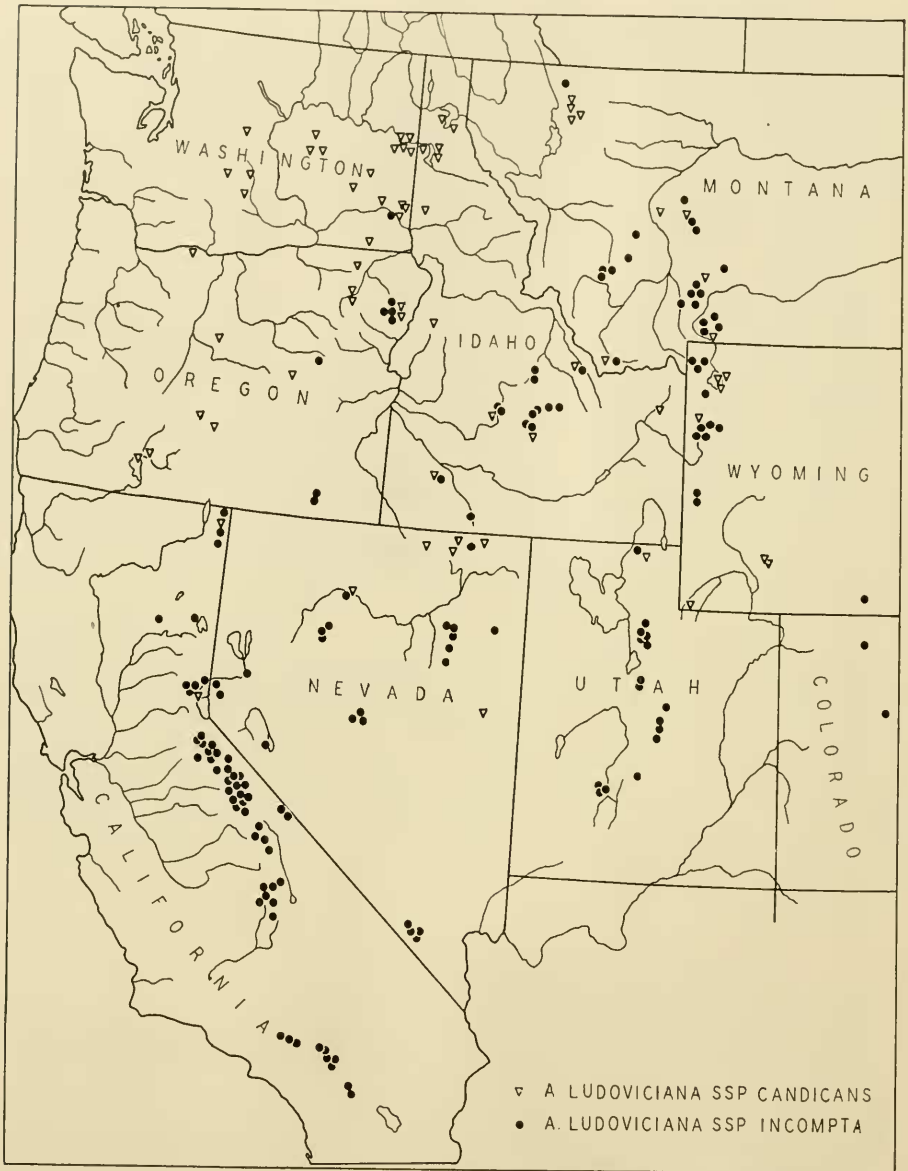 WASHINGTON
MONTANA
IDAHO
OREGON
WYOMING
NEVADA
UTAH
COLORADO
CALIFORNIA
A LUDOVICIANA SSP CANDICANS
A. LUDOVICIANA SSP INCOMPTA